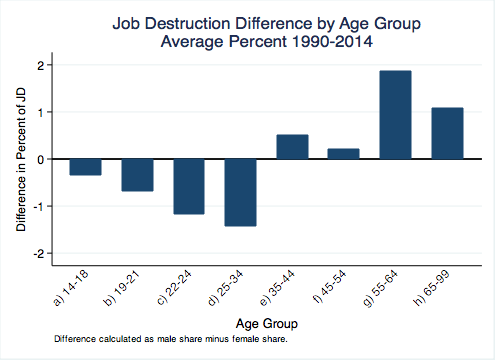 Job Destruction Difference by Age Group
Average Percent 1990-2014
Difference in Percent of JD
2
1
0
-1
-2
a) 14-18
b) 19-21
c) 22-24
d) 25-34
e) 35-44
f) 45-54
g) 55-64
h) 65-99
Age Group
Difference calculated as male share minus female share.